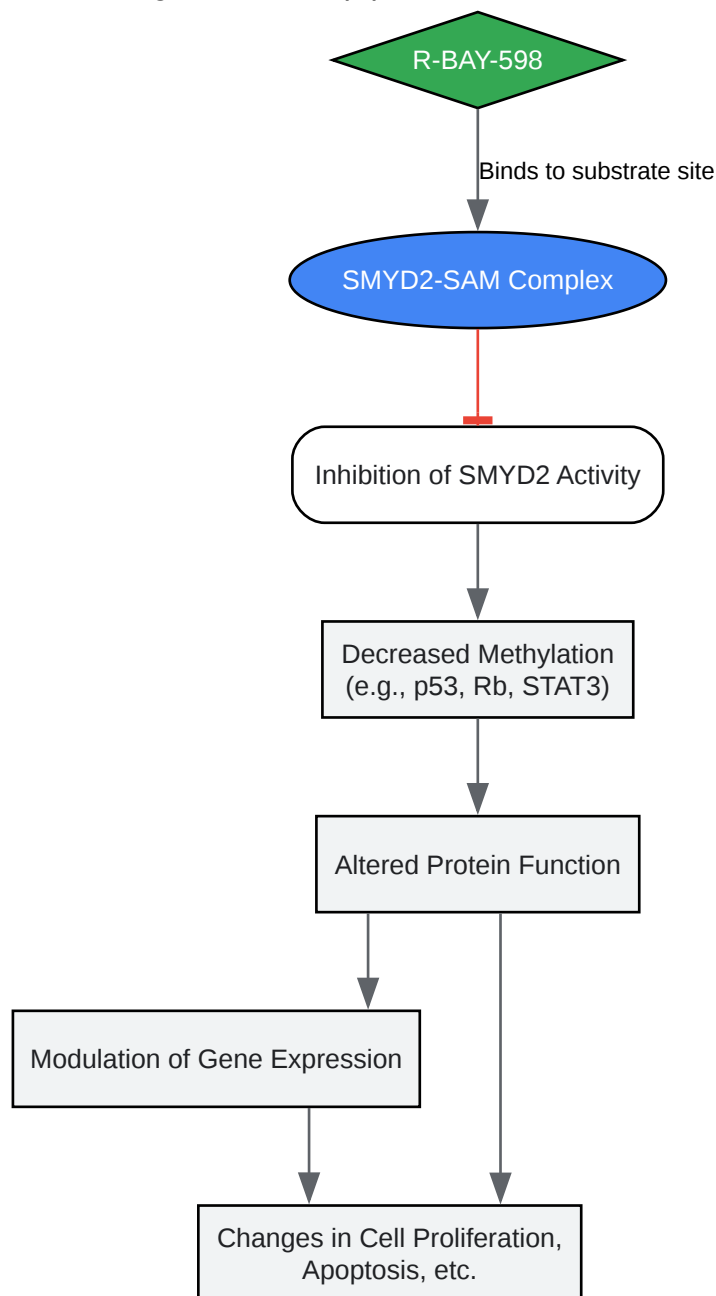 R-BAY-598
Binds to substrate site
SMYD2-SAM Complex
Inhibition of SMYD2 Activity
Decreased Methylation
(e.g., p53, Rb, STAT3)
Altered Protein Function
Modulation of Gene Expression
Changes in Cell Proliferation,
Apoptosis, etc.